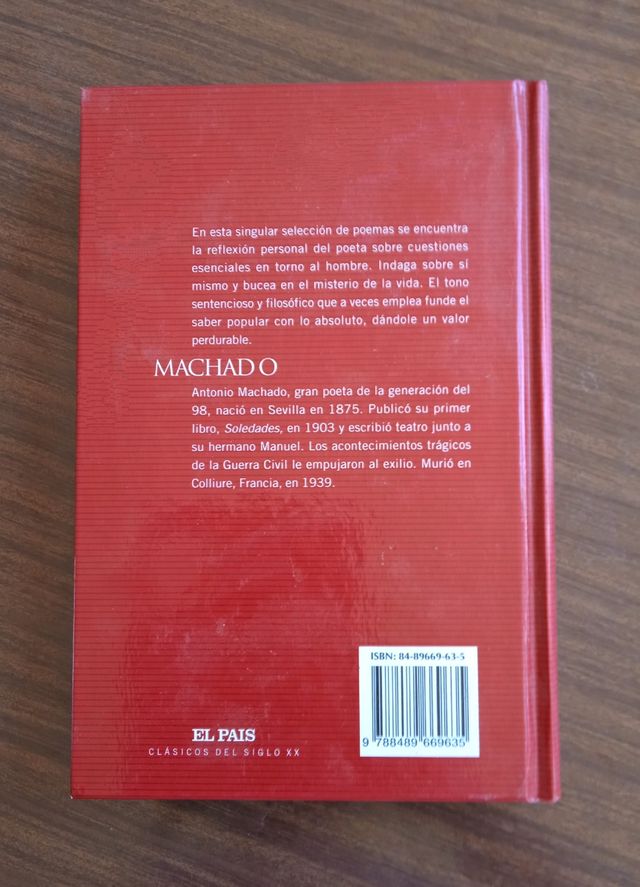 En esta singular selección de poemas se encuentra
la reflexión personal del poeta sobre cuestiones
esenciales en torno al hombre. Indaga sobre sí
mismo y bucea en el misterio de la vida. El tono
sentencioso y filosófico que a veces emplea funde el
saber popular con lo absoluto, dándole un valor
perdurable.
MACHADO
Antonio Machado, gran poeta de la generación del
98, nació en Sevilla en 1875. Publicó su primer
libro, Soledades, en 1903 y escribió teatro junto a
su hermano Manuel. Los acontecimientos trágicos
de la Guerra Civil le empujaron al exilio. Murió en
Colliure, Francia, en 1939.
ISBN: 84-89669-63-5
9 788489 669635
EL PAIS
CLÁSICOS DEL SIGLO XX